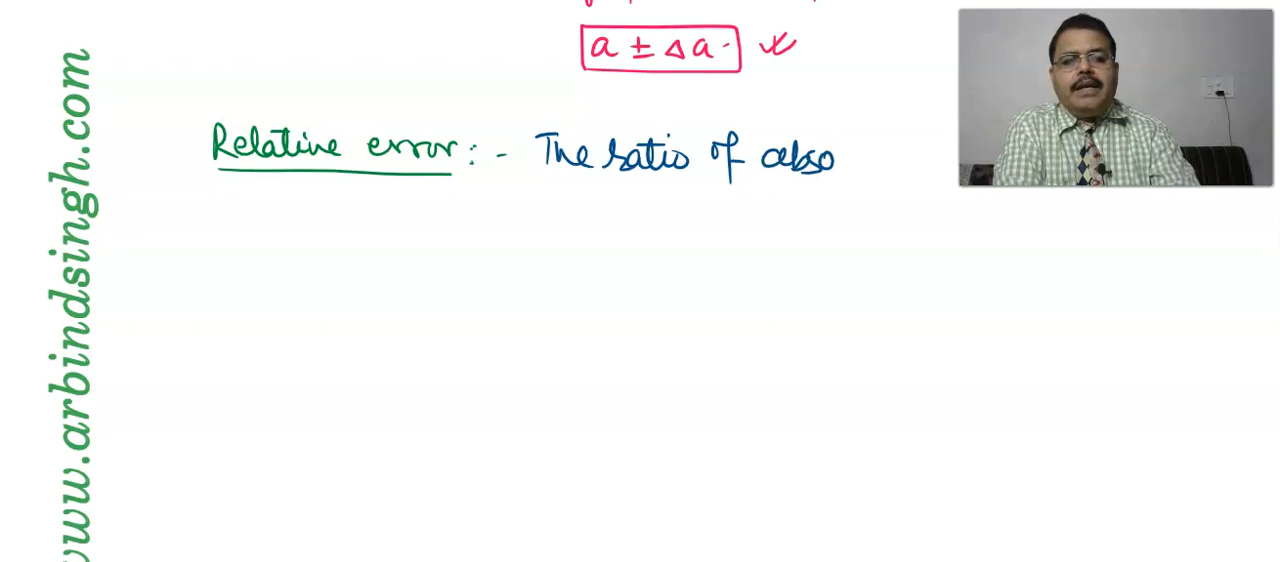 a ± Δa
Relative error :- The ratio of abso
www.arbindsingh.com